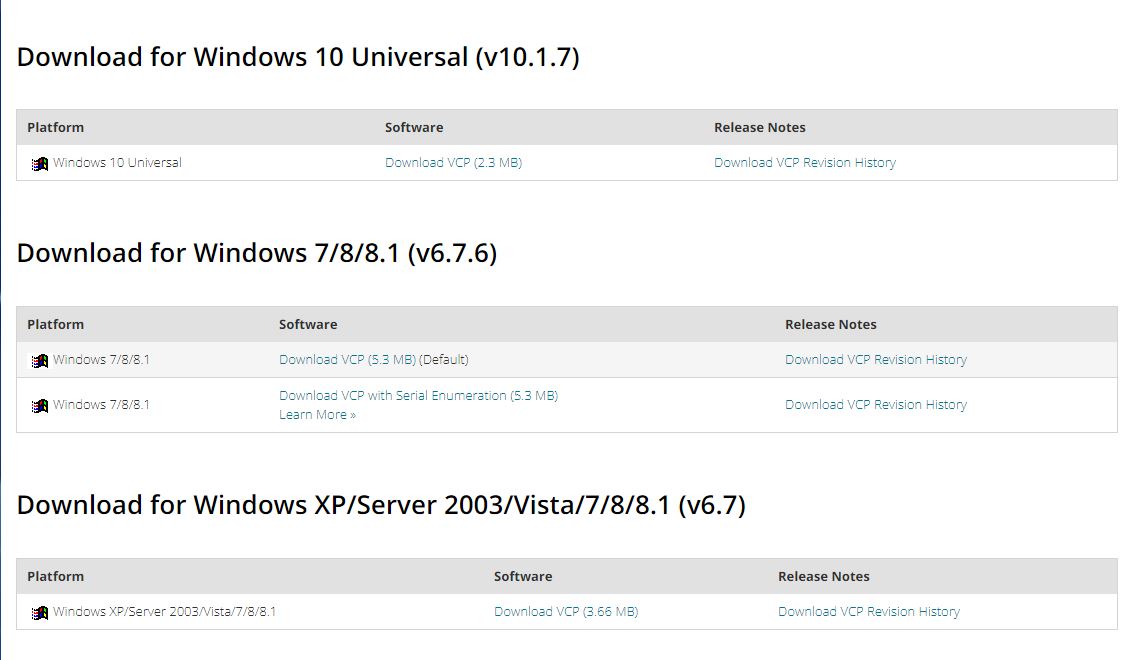 Download for Windows 10 Universal (v10.1.7)
Platform Software Release Notes
Windows 10 Universal Download VCP (2.3 MB) Download VCP Revision History
Download for Windows 7/8/8.1 (v6.7.6)
Platform Software Release Notes
Windows 7/8/8.1 Download VCP (5.3 MB) (Default) Download VCP Revision History
Windows 7/8/8.1 Download VCP with Serial Enumeration (5.3 MB) Download VCP Revision History
Learn More »
Download for Windows XP/Server 2003/Vista/7/8/8.1 (v6.7)
Platform Software Release Notes
Windows XP/Server 2003/Vista/7/8/8.1 Download VCP (3.66 MB) Download VCP Revision History